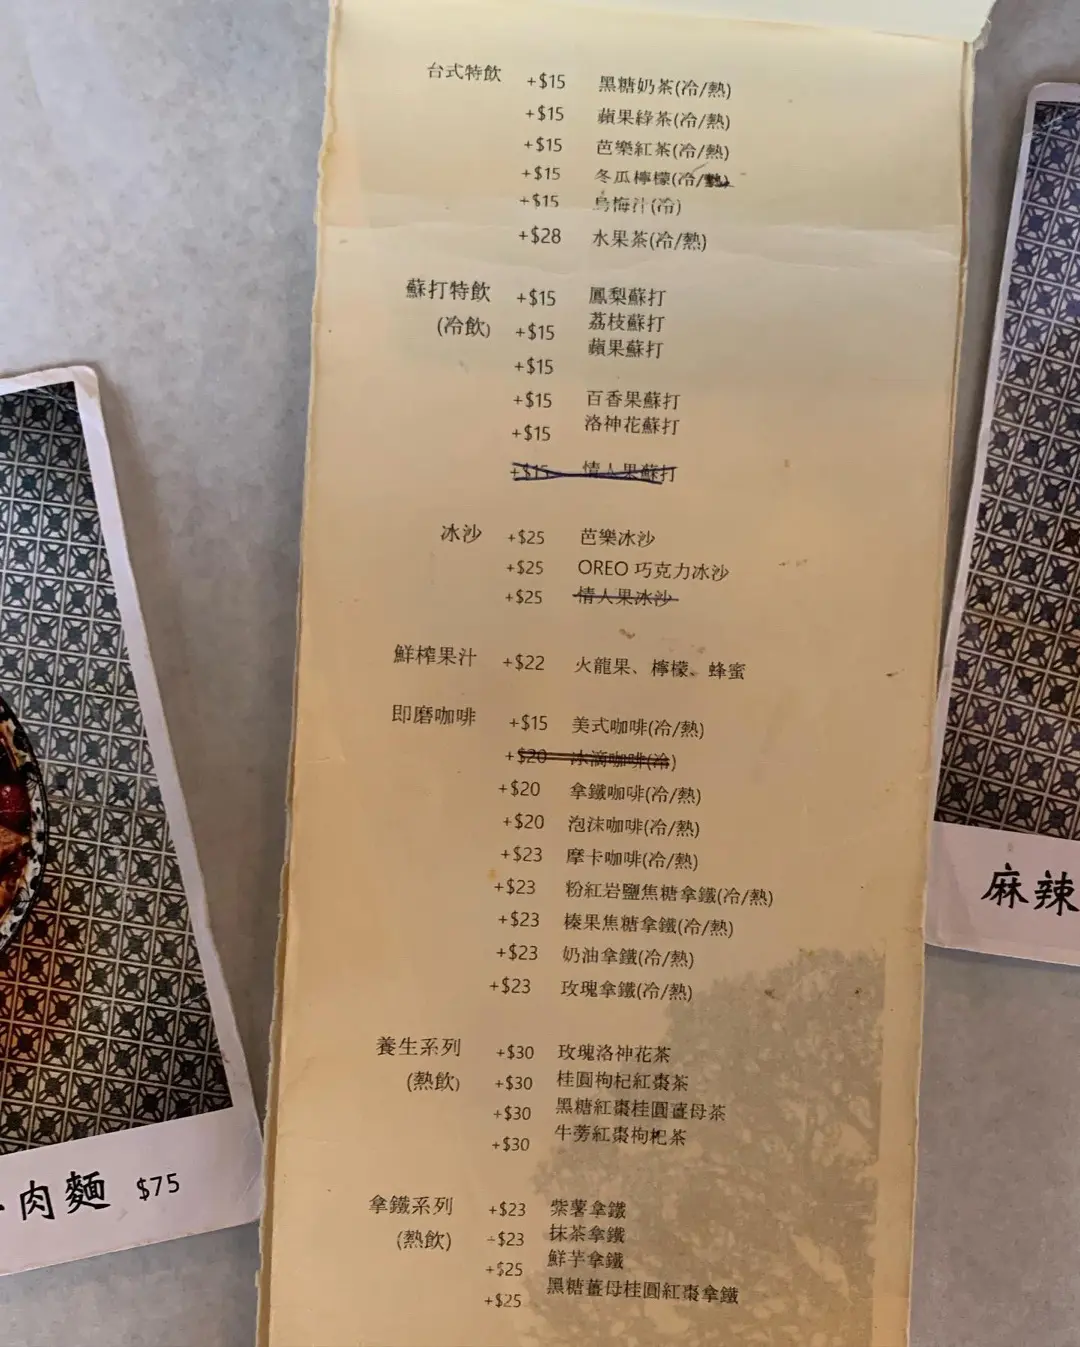 台式特飲 +$15 黑糖奶茶(冷/熱)
+$15 蘋果綠茶(冷/熱)
+$15 芭樂紅茶(冷/熱)
+$15 冬瓜檸檬(冷/熱)
+$15 烏梅汁(冷)
+$28 水果茶(冷/熱)
蘇打特飲 +$15 鳳梨蘇打
(冷飲) +$15 荔枝蘇打
+$15 蘋果蘇打
+$15 百香果蘇打
+$15 洛神花蘇打
+$15 情人果蘇打
冰沙 +$25 芭樂冰沙
+$25 OREO 巧克力冰沙
+$25 情人果冰沙
鮮榨果汁 +$22 火龍果、檸檬、蜂蜜
即磨咖啡 +$15 美式咖啡(冷/熱)
+$20 冰滴咖啡(冷)
+$20 拿鐵咖啡(冷/熱)
+$20 泡沫咖啡(冷/熱)
+$23 摩卡咖啡(冷/熱)
+$23 粉紅岩鹽焦糖拿鐵(冷/熱)
+$23 榛果焦糖拿鐵(冷/熱)
+$23 奶油拿鐵(冷/熱)
+$23 玫瑰拿鐵(冷/熱)
養生系列 +$30 玫瑰洛神花茶
(熱飲) +$30 桂圓枸杞紅棗茶
+$30 黑糖紅棗桂圓薑母茶
+$30 牛蒡紅棗枸杞茶
拿鐵系列 +$23 紫薯拿鐵
(熱飲) +$23 抹茶拿鐵
+$25 鮮芋拿鐵
+$25 黑糖薑母桂圓紅棗拿鐵
肉麵 $75
麻辣